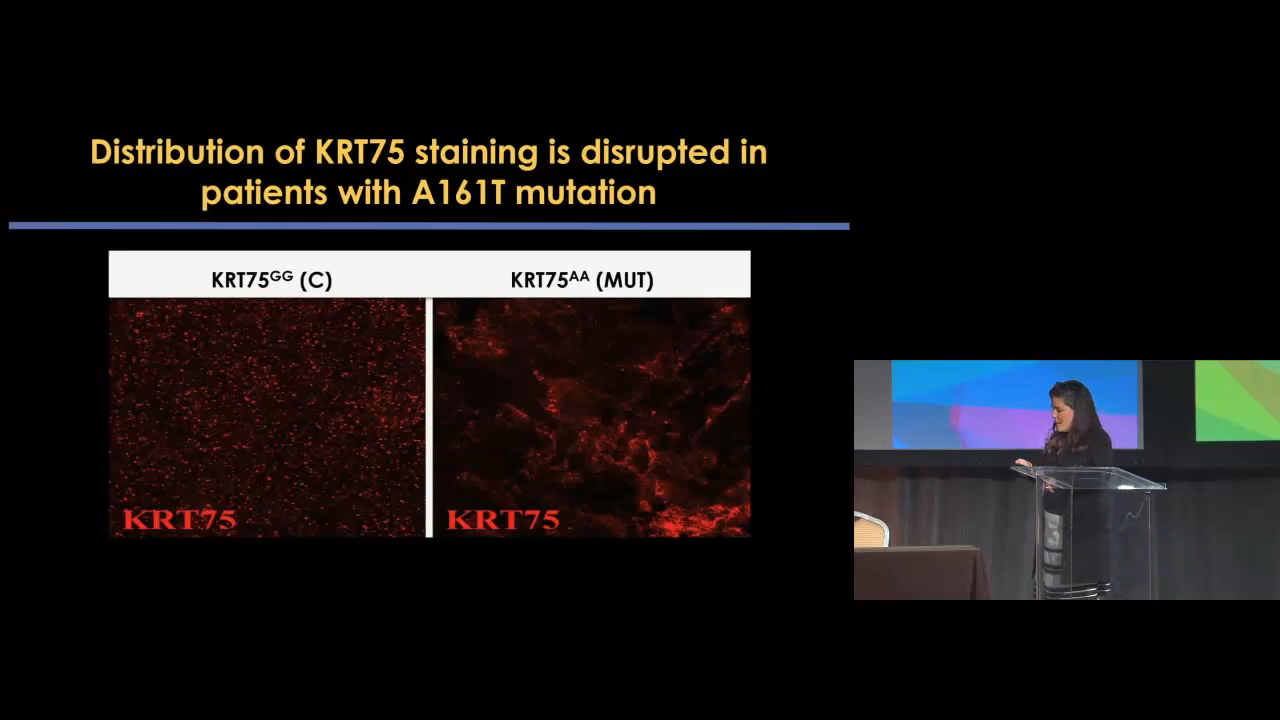 Distribution of KRT75 staining is disrupted in
patients with A161T mutation
KRT75ᴳᴳ (C)
KRT75ᴬᴬ (MUT)
KRT75
KRT75